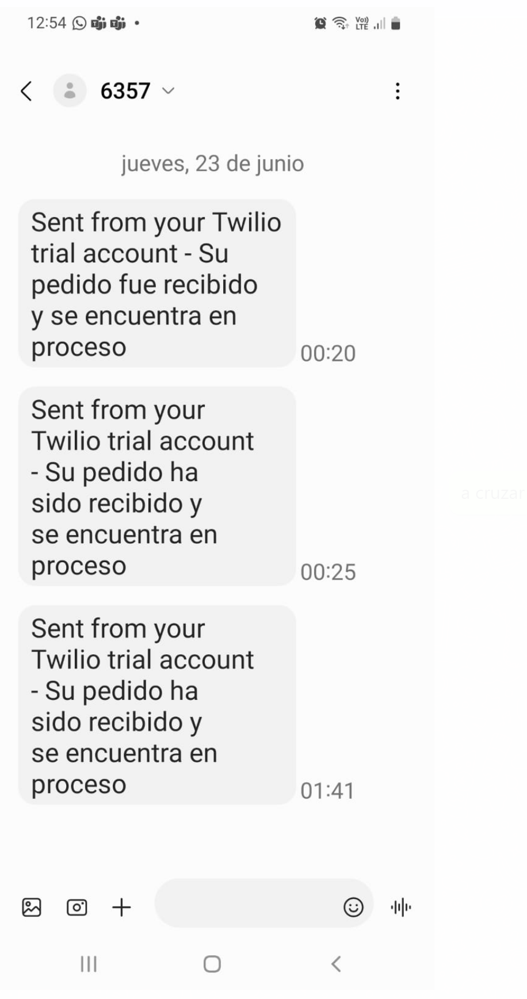 12:54
Vo))
LTE
6357
jueves, 23 de junio
Sent from your Twilio
trial account - Su
pedido fue recibido
y se encuentra en
proceso
00:20
Sent from your
Twilio trial account
- Su pedido ha
sido recibido y
se encuentra en
proceso
00:25
a cruzar
Sent from your
Twilio trial account
- Su pedido ha
sido recibido y
se encuentra en
proceso
01:41